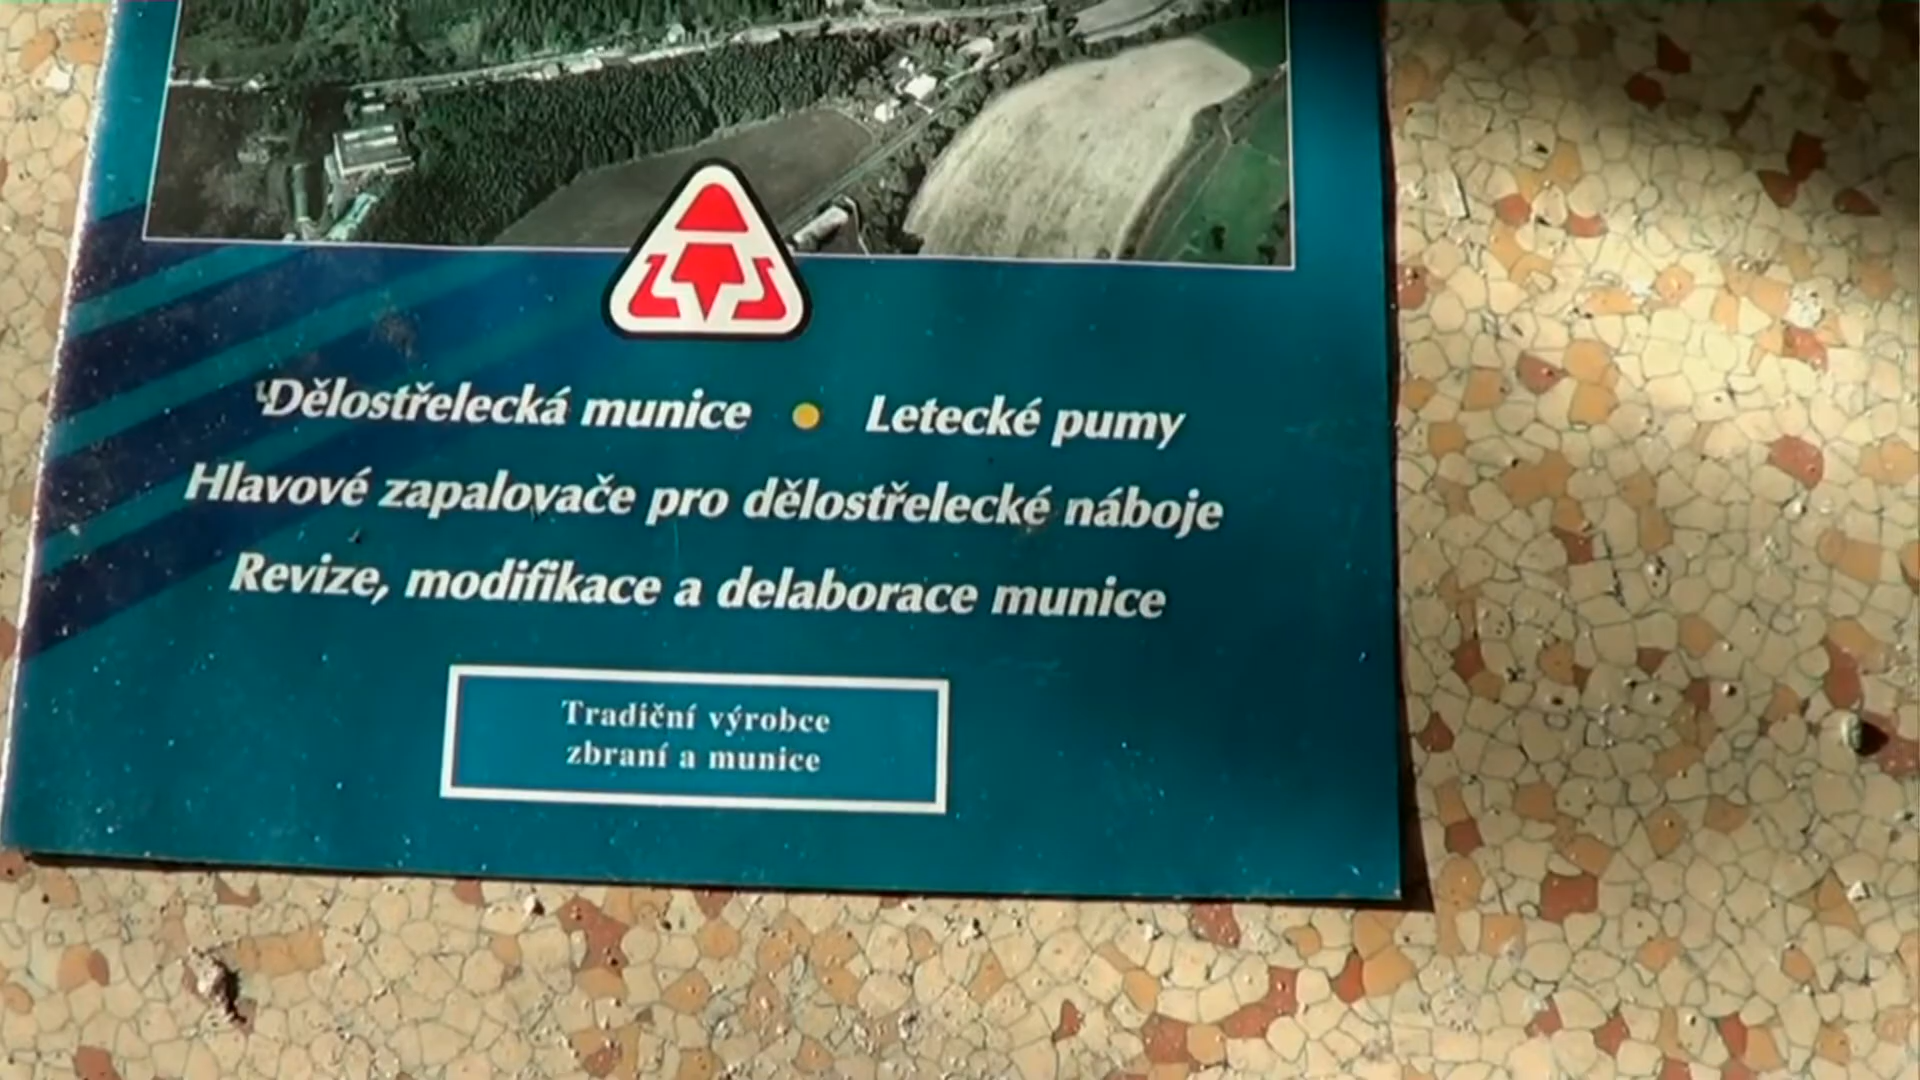 Dělostřelecká munice • Letecké pumy
Hlavové zapalovače pro dělostřelecké náboje
Revize, modifikace a delaborace munice
Tradiční výrobce
zbraní a munice